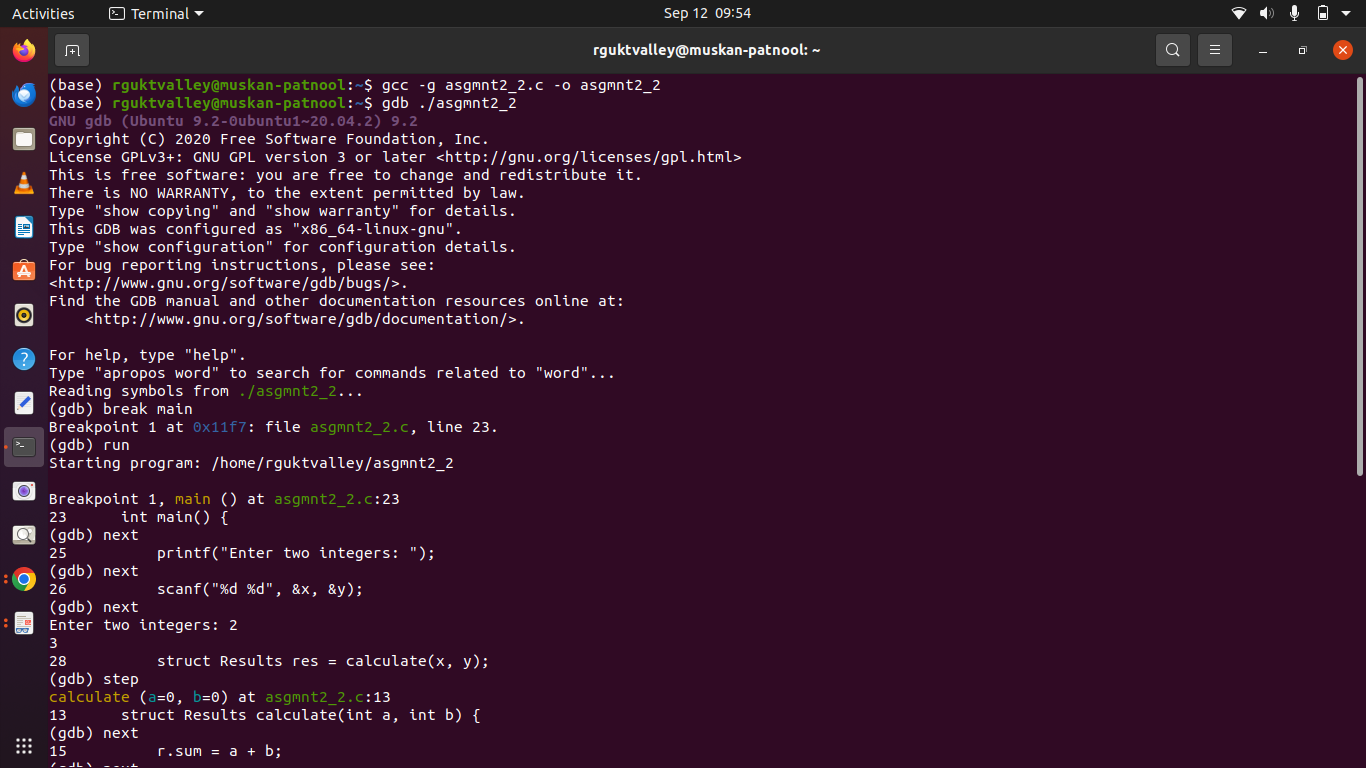 Activities
Terminal
Sep 12 09:54
rguktvalley@muskan-patnool: ~
(base) rguktvalley@muskan-patnool:~$ gcc -g asgmnt2_2.c -o asgmnt2_2
(base) rguktvalley@muskan-patnool:~$ gdb ./asgmnt2_2
GNU gdb (Ubuntu 9.2-0ubuntu1~20.04.2) 9.2
Copyright (C) 2020 Free Software Foundation, Inc.
License GPLv3+: GNU GPL version 3 or later <http://gnu.org/licenses/gpl.html>
This is free software: you are free to change and redistribute it.
There is NO WARRANTY, to the extent permitted by law.
Type "show copying" and "show warranty" for details.
This GDB was configured as "x86_64-linux-gnu".
Type "show configuration" for configuration details.
For bug reporting instructions, please see:
<http://www.gnu.org/software/gdb/bugs/>.
Find the GDB manual and other documentation resources online at:
    <http://www.gnu.org/software/gdb/documentation/>.

For help, type "help".
Type "apropos word" to search for commands related to "word"...
Reading symbols from ./asgmnt2_2...
(gdb) break main
Breakpoint 1 at 0x11f7: file asgmnt2_2.c, line 23.
(gdb) run
Starting program: /home/rguktvalley/asgmnt2_2

Breakpoint 1, main () at asgmnt2_2.c:23
23      int main() {
(gdb) next
25          printf("Enter two integers: ");
(gdb) next
26          scanf("%d %d", &x, &y);
(gdb) next
Enter two integers: 2
3
28          struct Results res = calculate(x, y);
(gdb) step
calculate (a=0, b=0) at asgmnt2_2.c:13
13      struct Results calculate(int a, int b) {
(gdb) next
15          r.sum = a + b;
(gdb) next